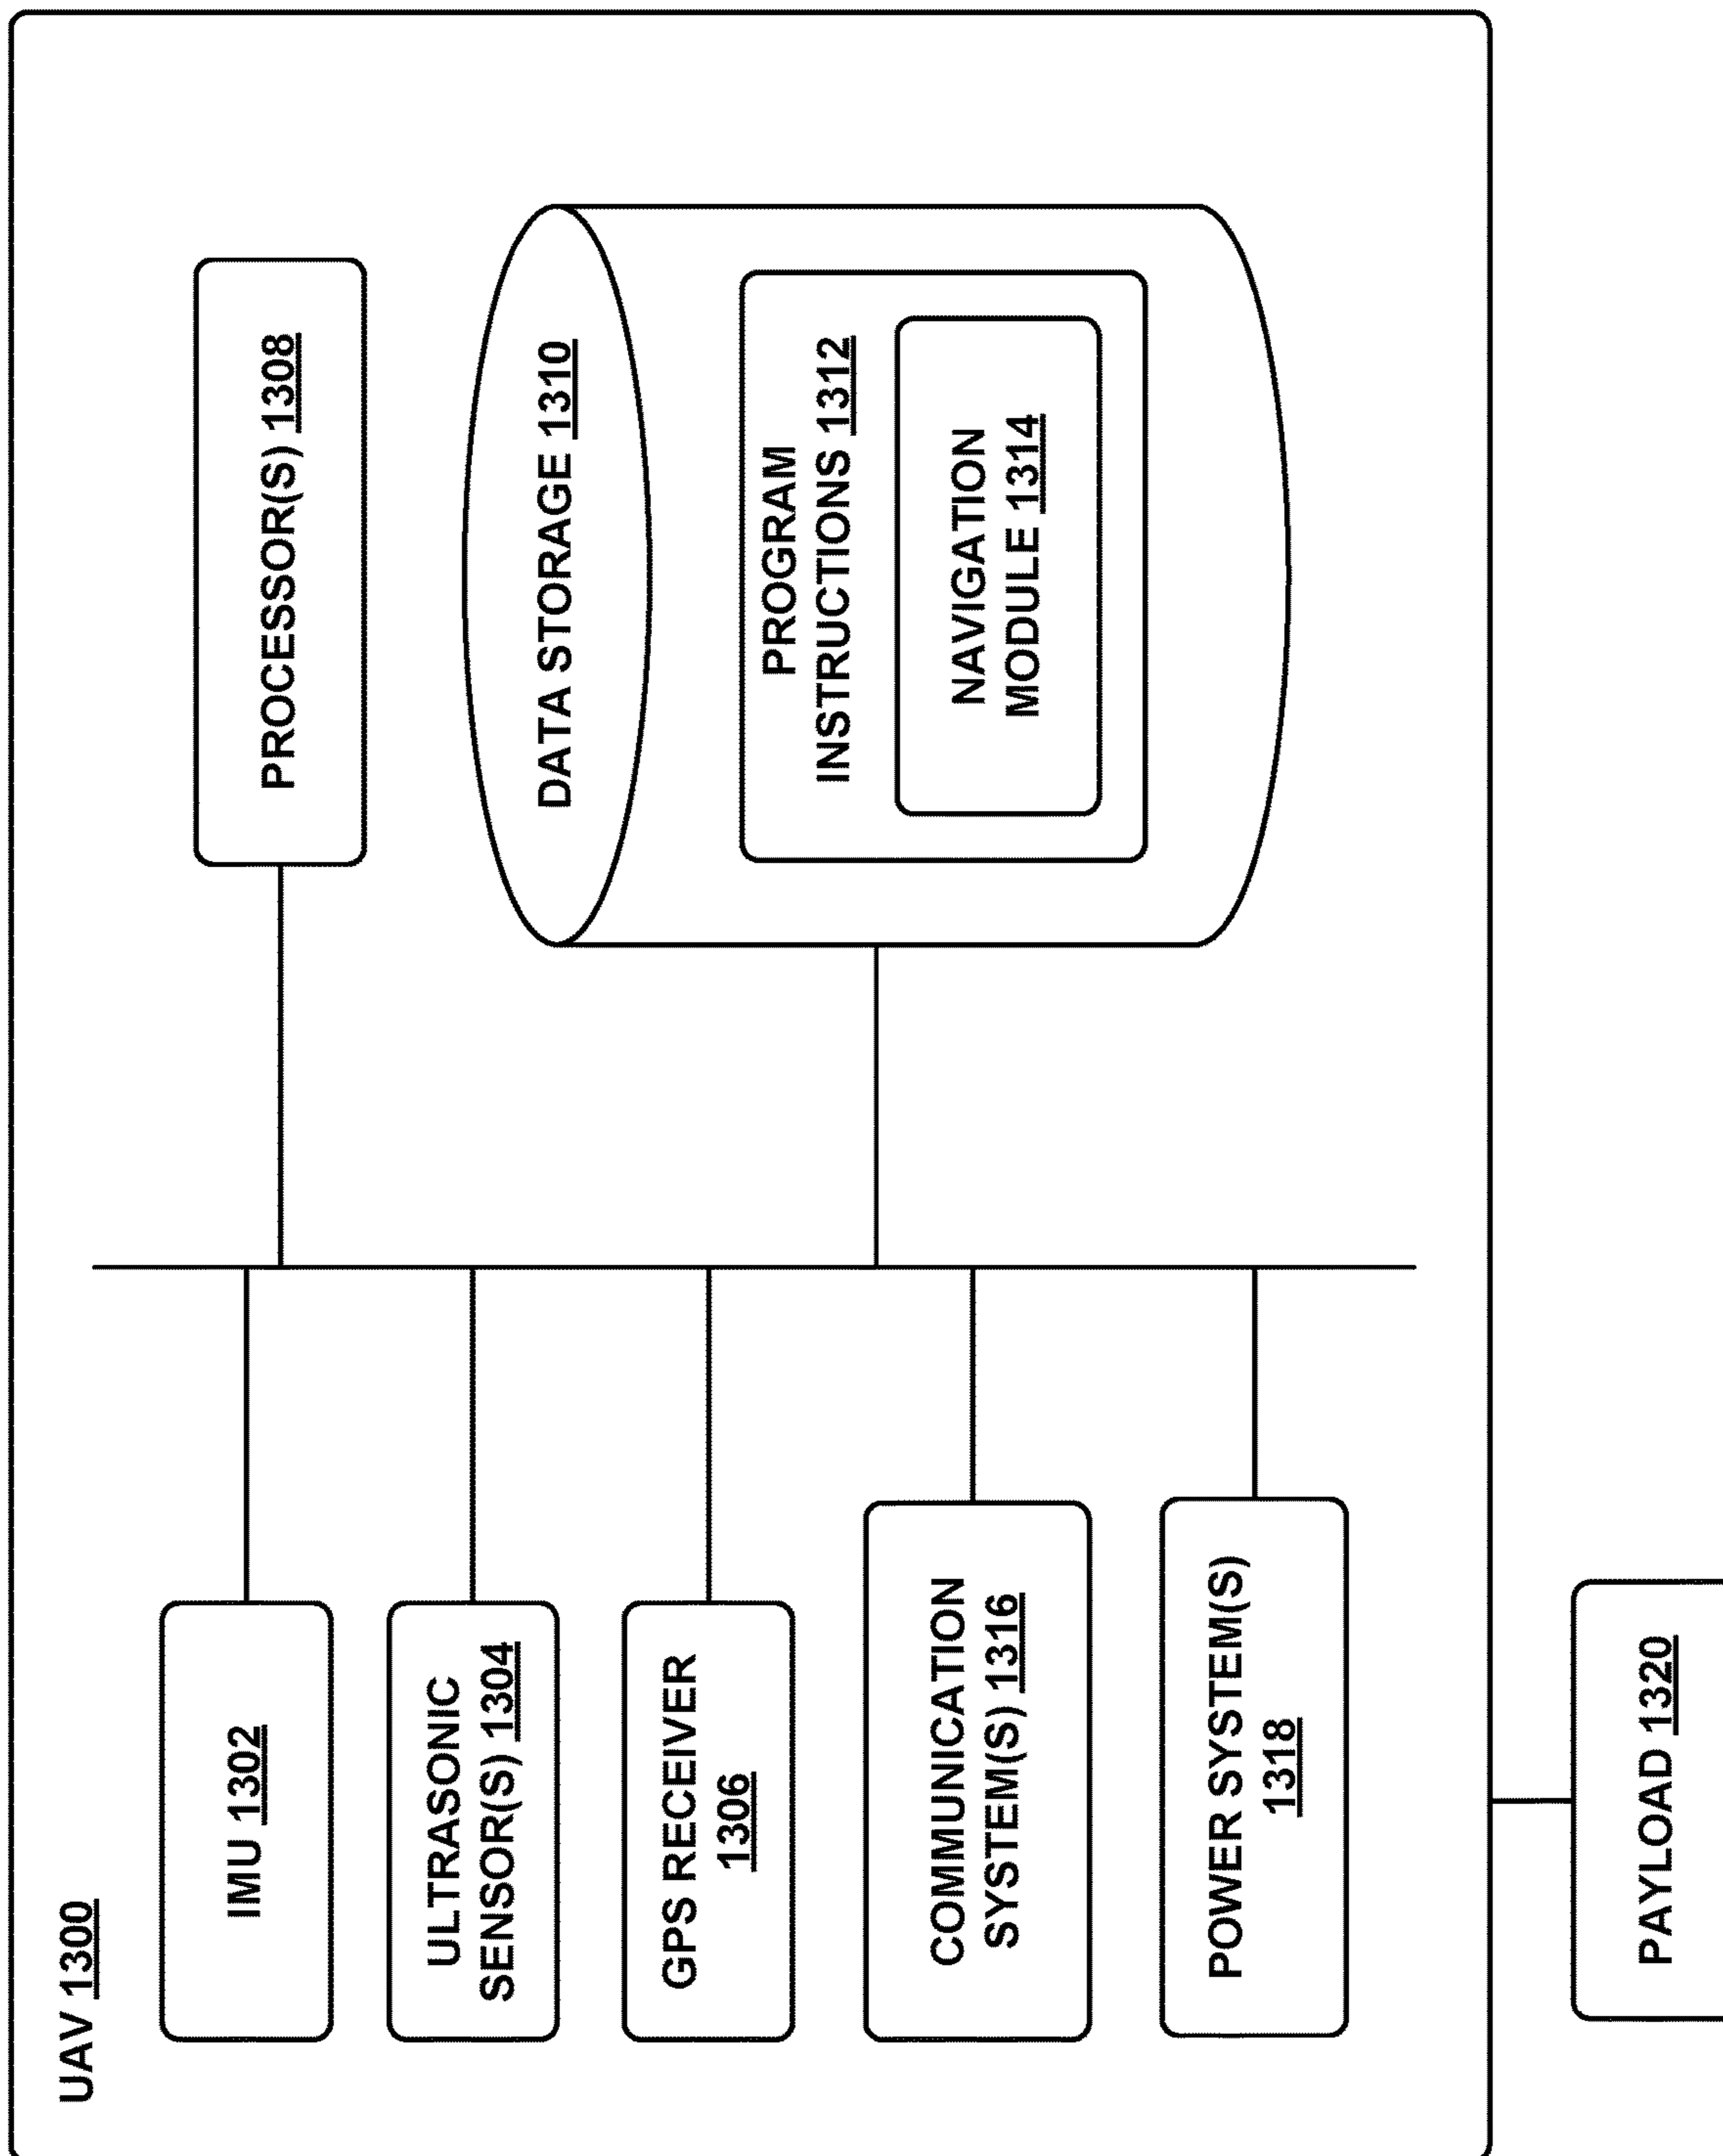 UAV 1300
IMU 1302
ULTRASONIC
SENSOR(S) 1304
GPS RECEIVER
1306
COMMUNICATION
SYSTEM(S) 1316
POWER SYSTEM(S)
1318
PROCESSOR(S) 1308
DATA STORAGE 1310
PROGRAM
INSTRUCTIONS 1312
NAVIGATION
MODULE 1314
PAYLOAD 1320